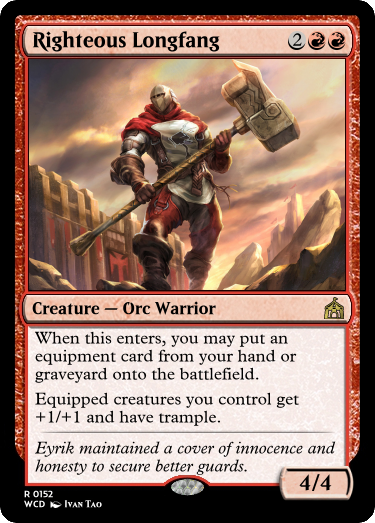 Righteous Longfang 2
Creature — Orc Warrior
When this enters, you may put an
equipment card from your hand or
graveyard onto the battlefield.
Equipped creatures you control get
+1/+1 and have trample.
Eyrik maintained a cover of innocence and
honesty to secure better guards.
4/4
R 0152
WCD Ivan Tao